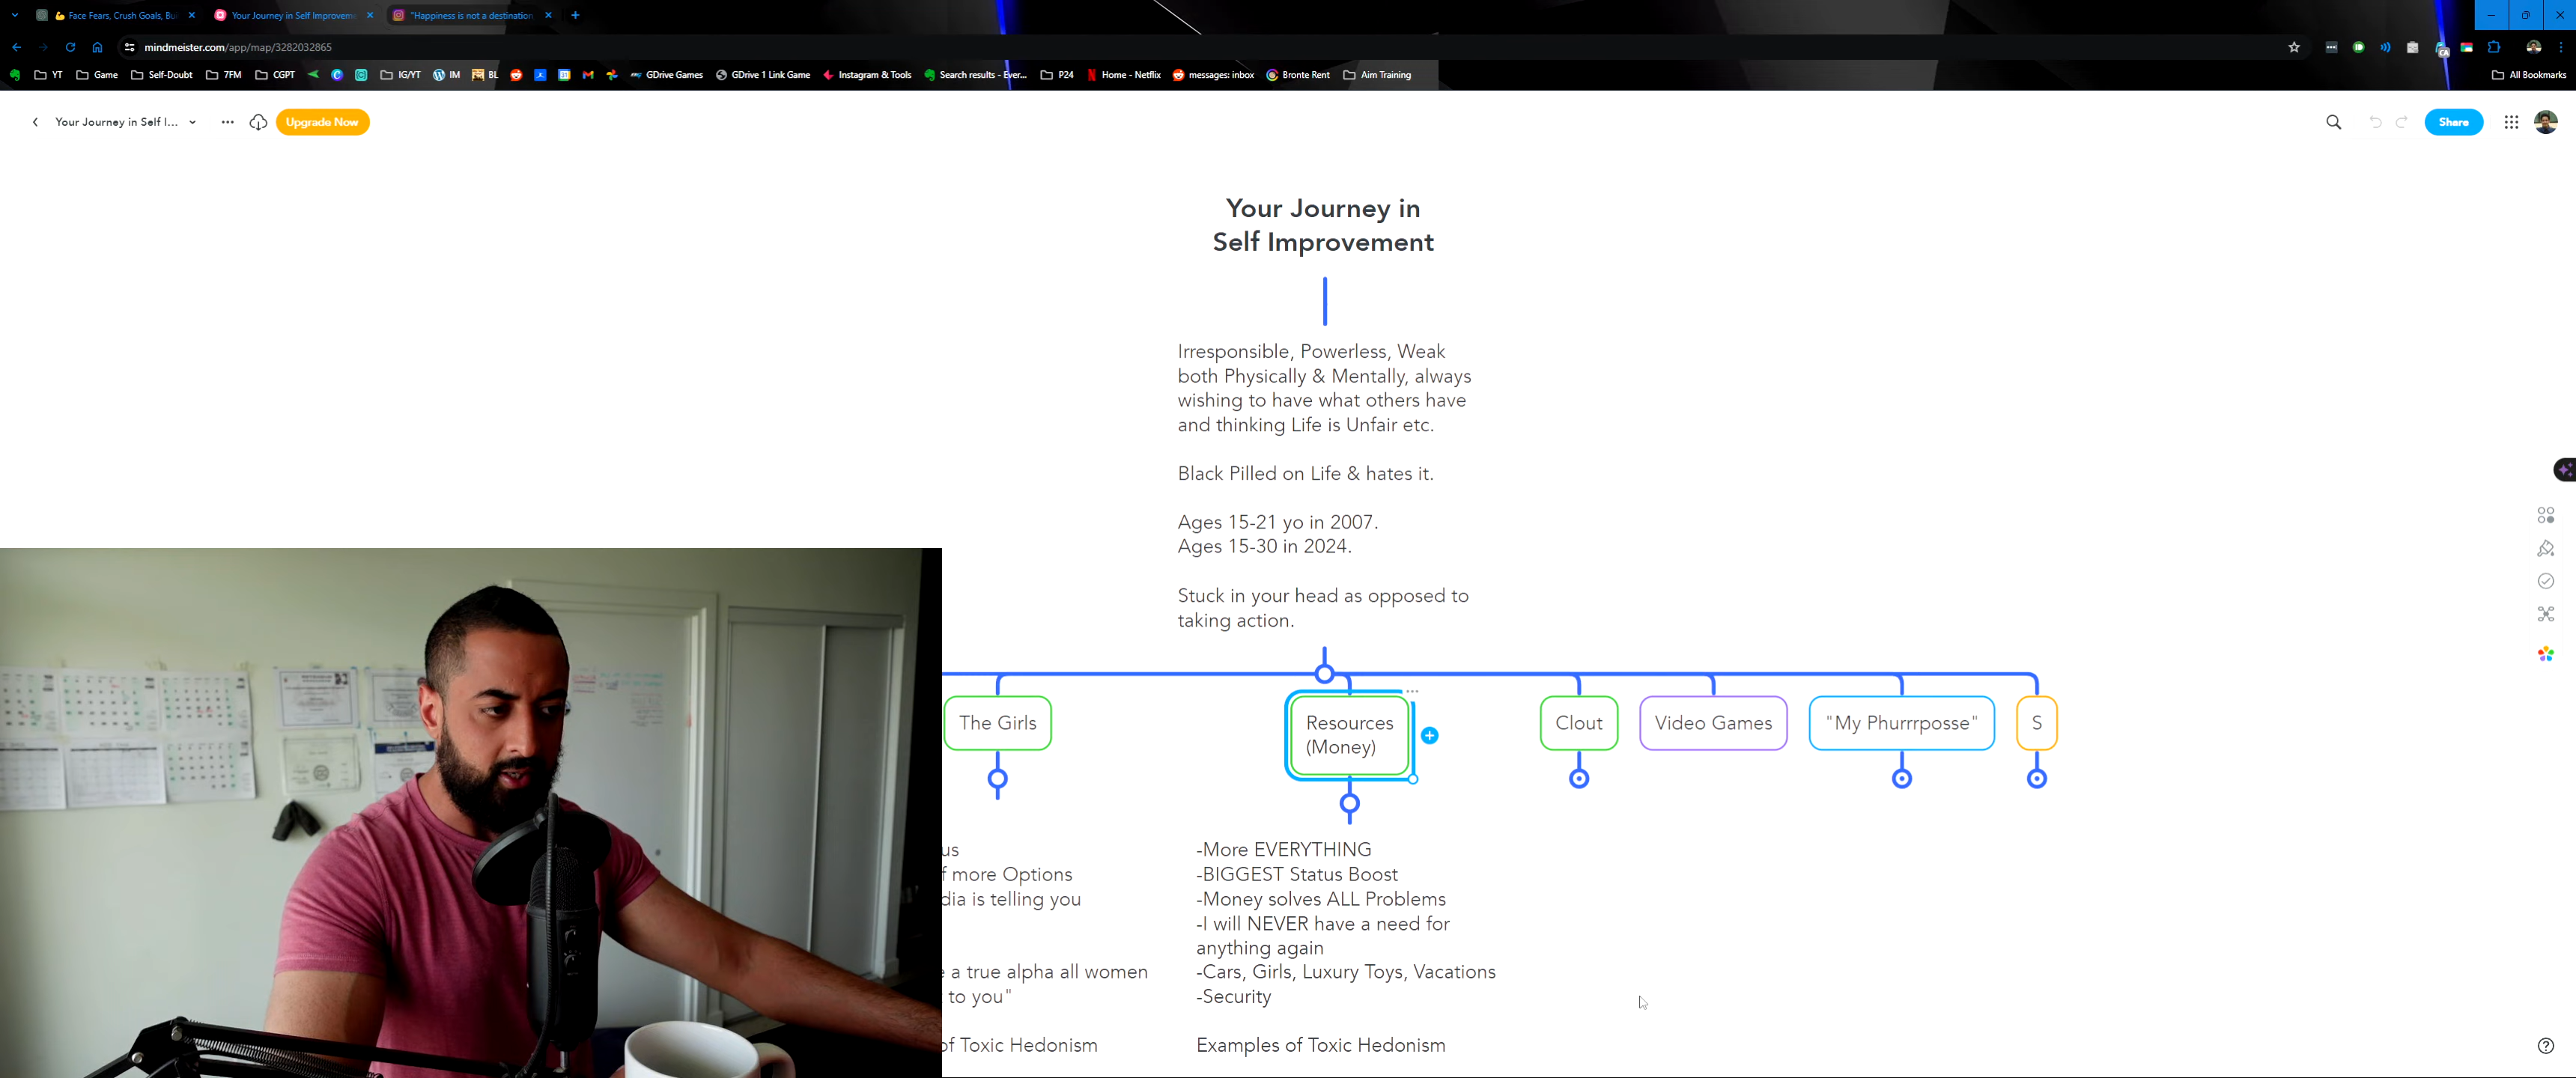 💪 Face Fears, Crush Goals, Bu
Your Journey in Self Improveme
"Happiness is not a destination
mindmeister.com/app/map/3282032865
YT
Game
Self-Doubt
7FM
CGPT
IG/YT
IM
BL
GDrive Games
GDrive 1 Link Game
Instagram & Tools
Search results - Ever...
P24
Home - Netflix
messages: inbox
Bronte Rent
Aim Training
All Bookmarks
Your Journey in Self I...
Upgrade Now
Share
Your Journey in
Self Improvement
Irresponsible, Powerless, Weak
both Physically & Mentally, always
wishing to have what others have
and thinking Life is Unfair etc.
Black Pilled on Life & hates it.
Ages 15-21 yo in 2007.
Ages 15-30 in 2024.
Stuck in your head as opposed to
taking action.
The Girls
Resources
(Money)
Clout
Video Games
"My Phurrrposse"
S
us
f more Options
dia is telling you
e a true alpha all women
to you"
of Toxic Hedonism
-More EVERYTHING
-BIGGEST Status Boost
-Money solves ALL Problems
-I will NEVER have a need for
anything again
-Cars, Girls, Luxury Toys, Vacations
-Security
Examples of Toxic Hedonism